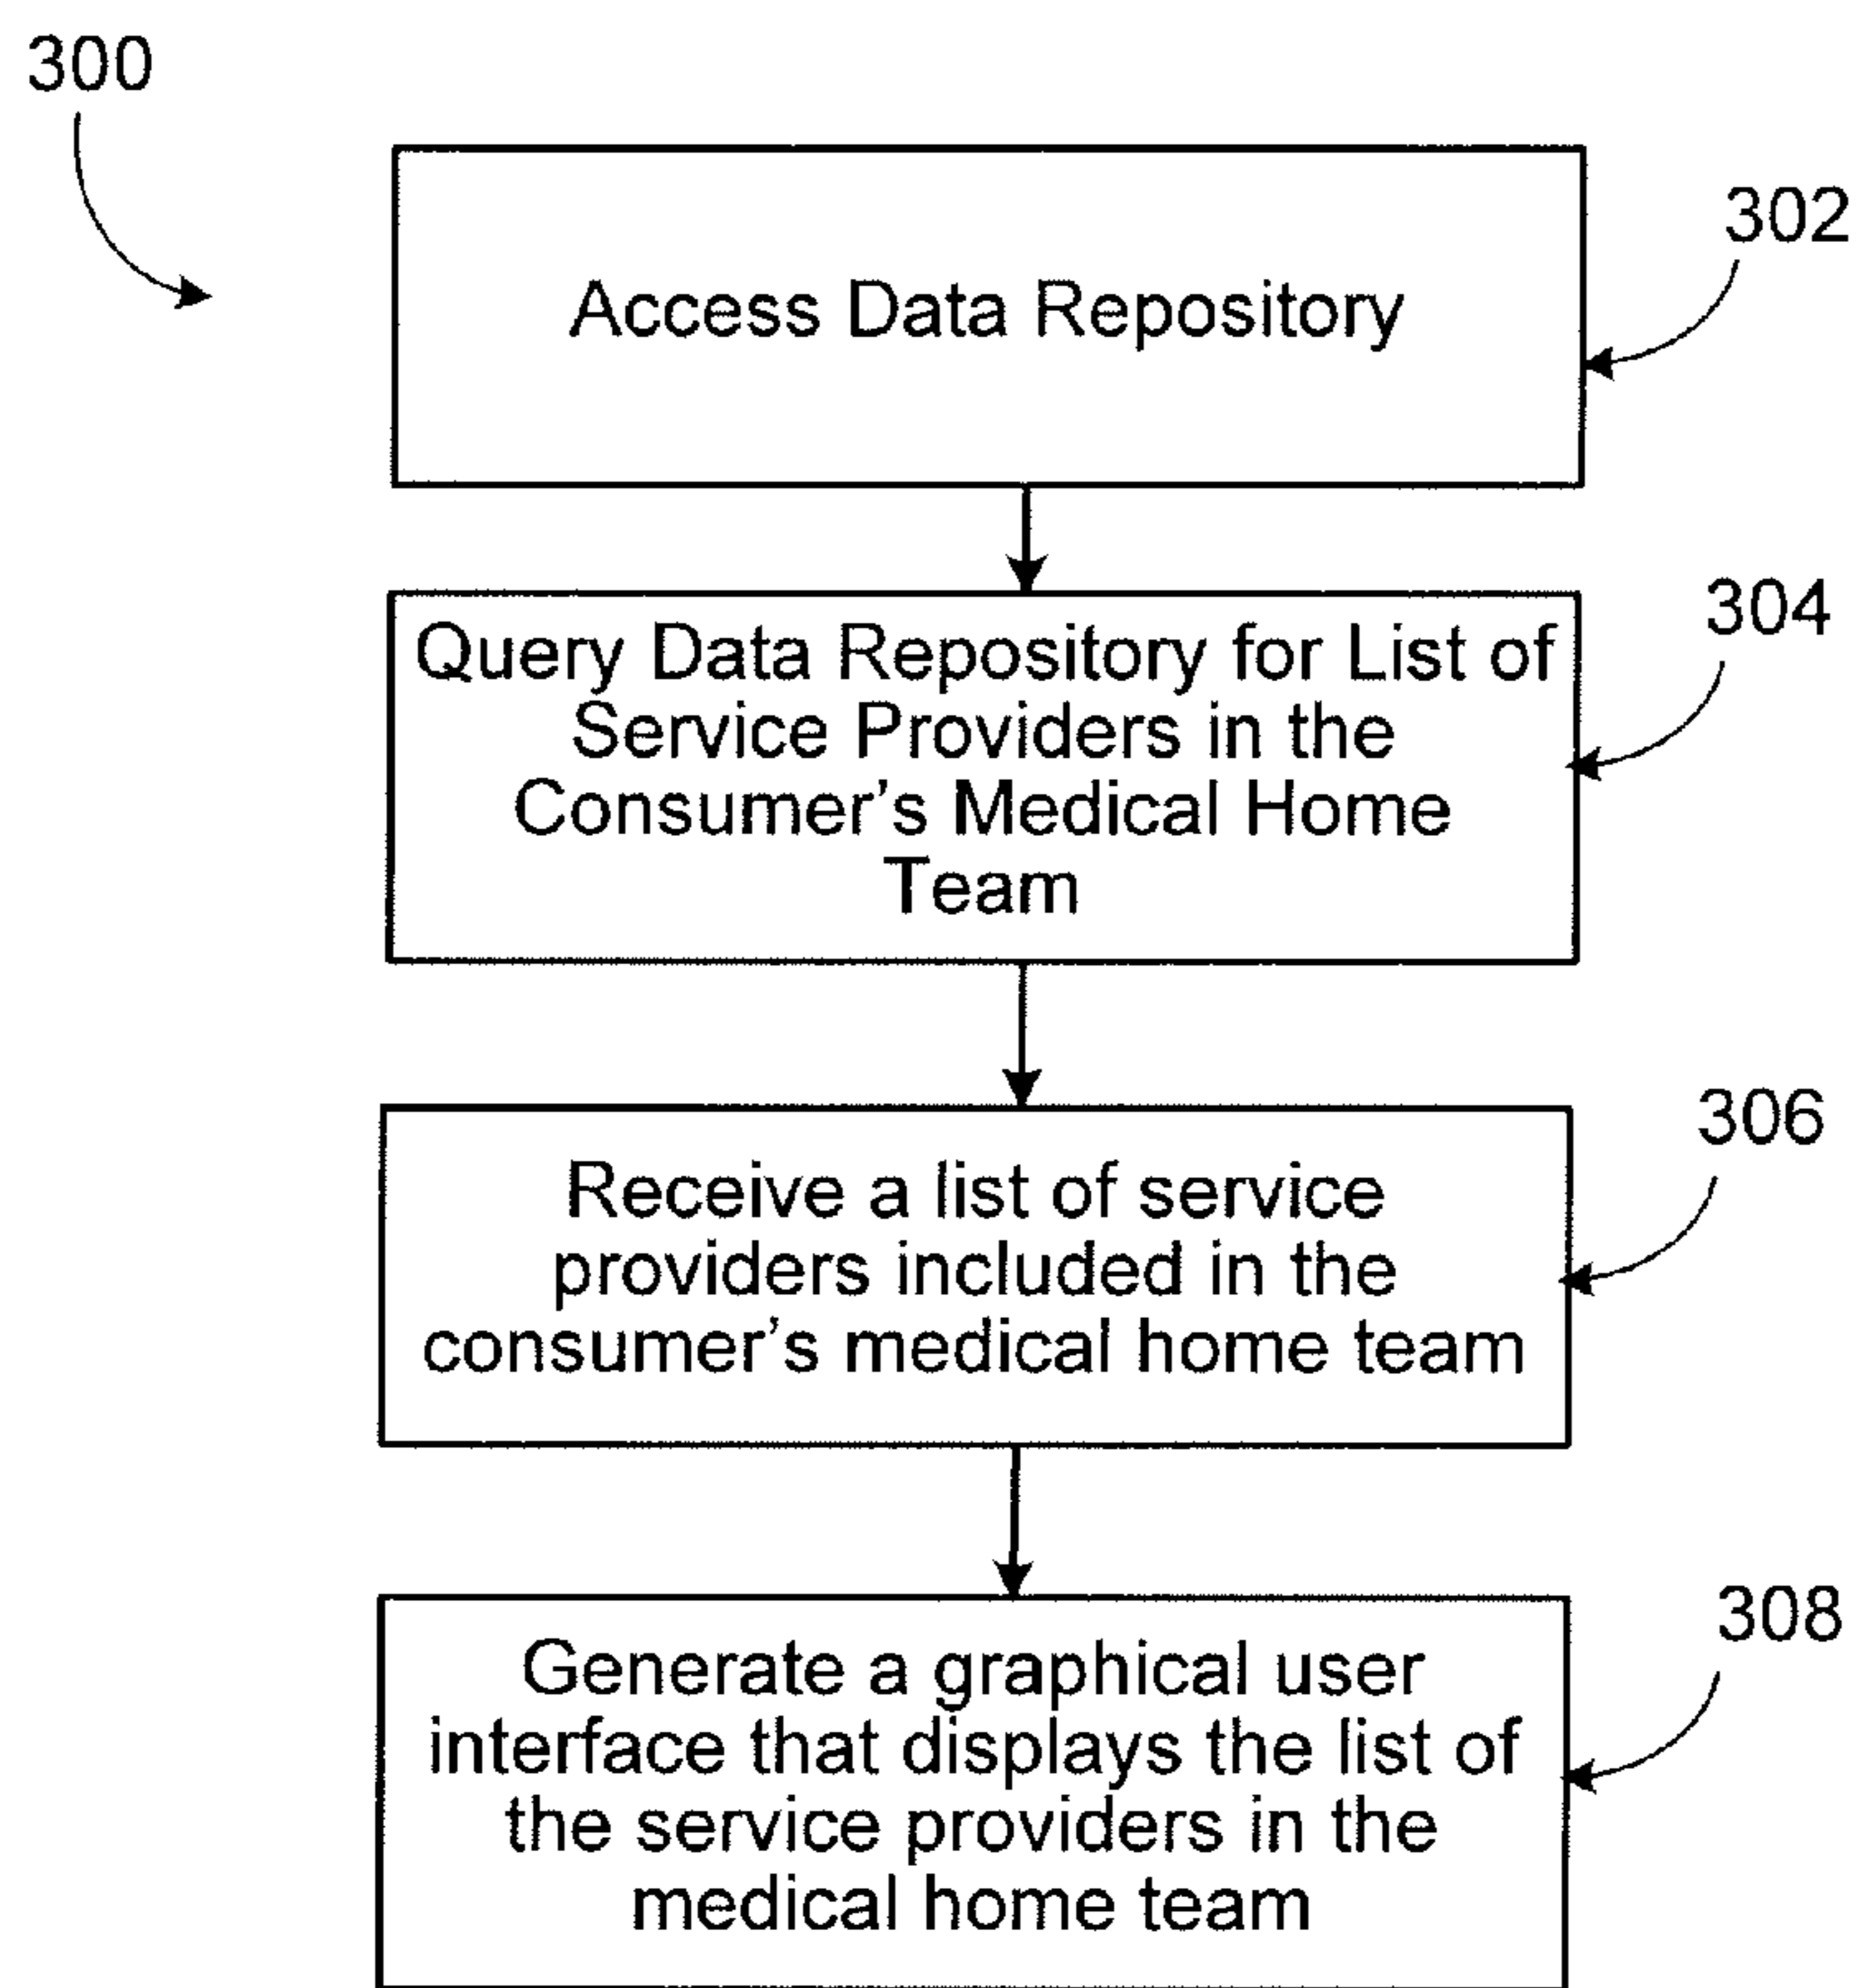 300
302
Access Data Repository
304
Query Data Repository for List of
Service Providers in the
Consumer's Medical Home
Team
306
Receive a list of service
providers included in the
consumer's medical home team
308
Generate a graphical user
interface that displays the list of
the service providers in the
medical home team